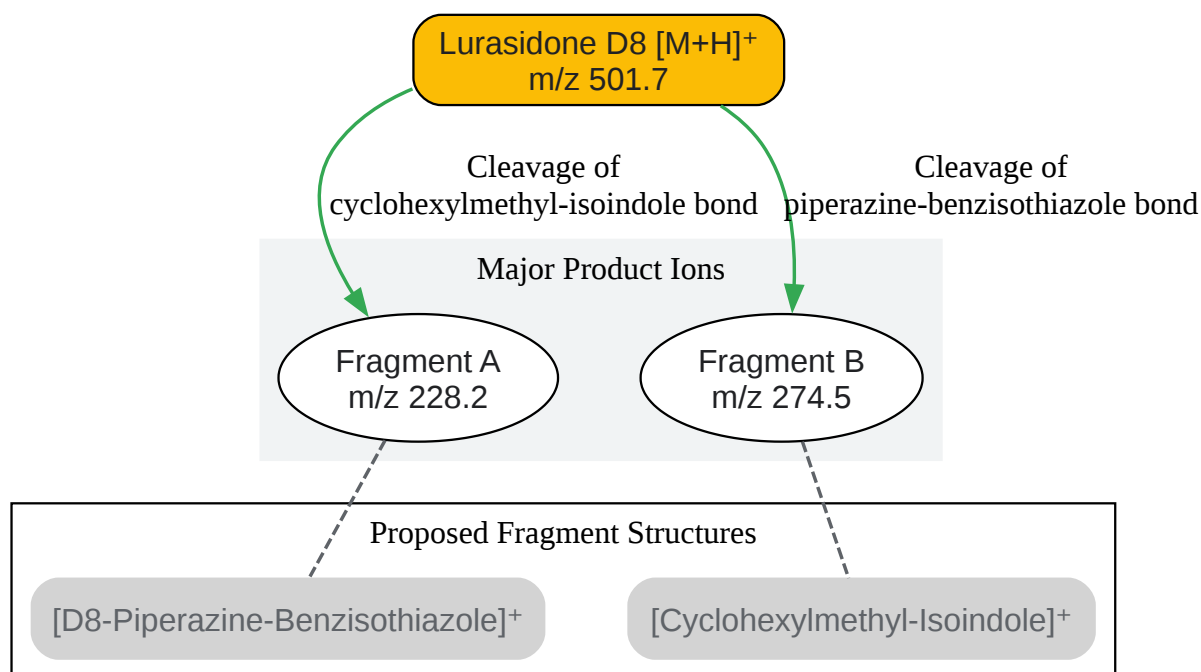 Lurasidone D8 [M+H]⁺
m/z 501.7
Cleavage of
cyclohexylmethyl-isoindole bond
Cleavage of
piperazine-benzisothiazole bond
Major Product Ions
Fragment A
m/z 228.2
Fragment B
m/z 274.5
Proposed Fragment Structures
[D8-Piperazine-Benzisothiazole]⁺
[Cyclohexylmethyl-Isoindole]⁺